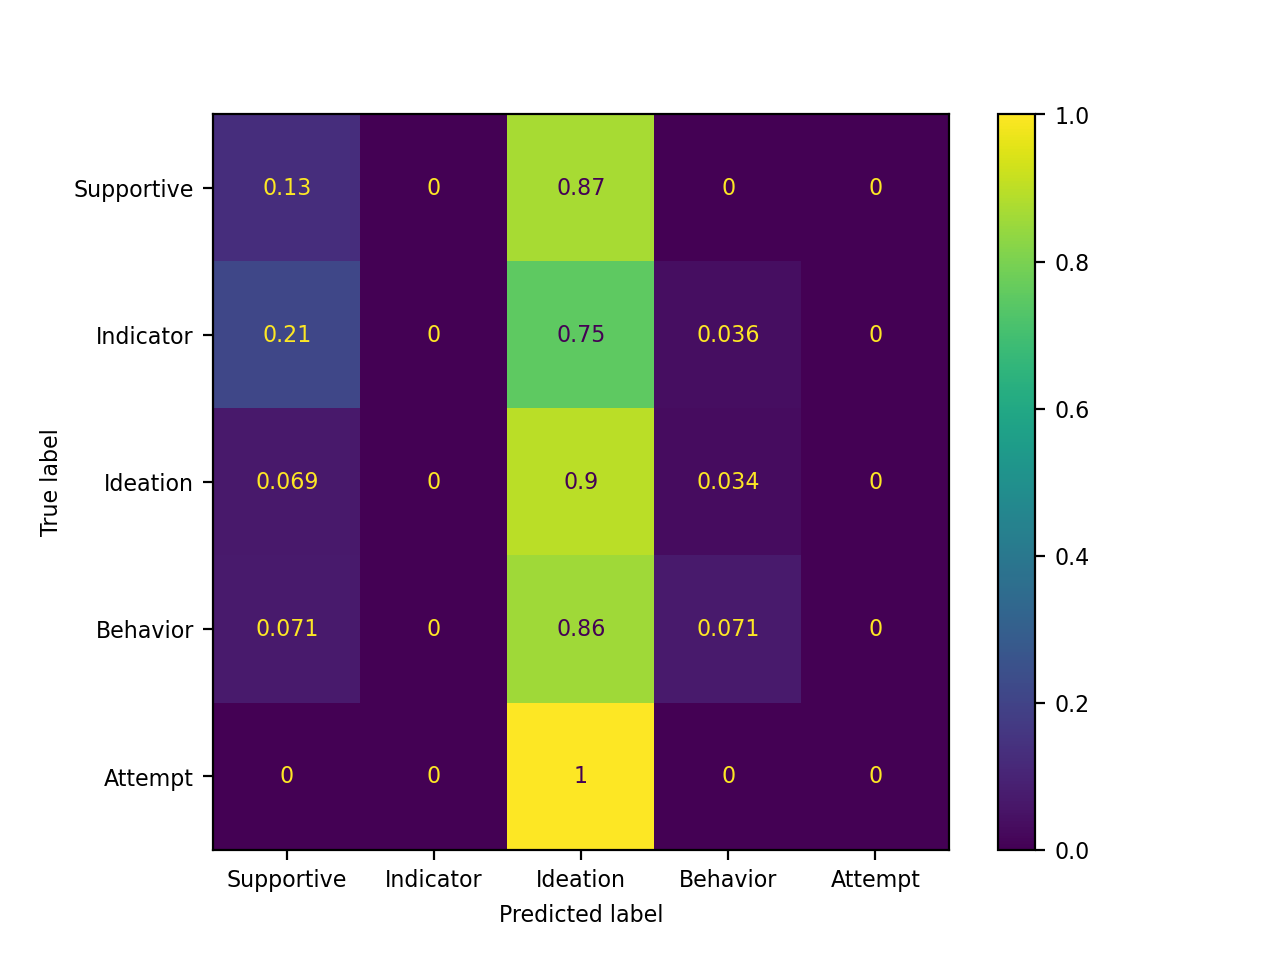 1.0
Supportive 0.13 0 0.87 0 0
0.8
Indicator 0.21 0 0.75 0.036 0
0.6
True label
Ideation 0.069 0 0.9 0.034 0
0.4
Behavior 0.071 0 0.86 0.071 0
0.2
Attempt 0 0 1 0 0
0.0
Supportive Indicator Ideation Behavior Attempt
Predicted label